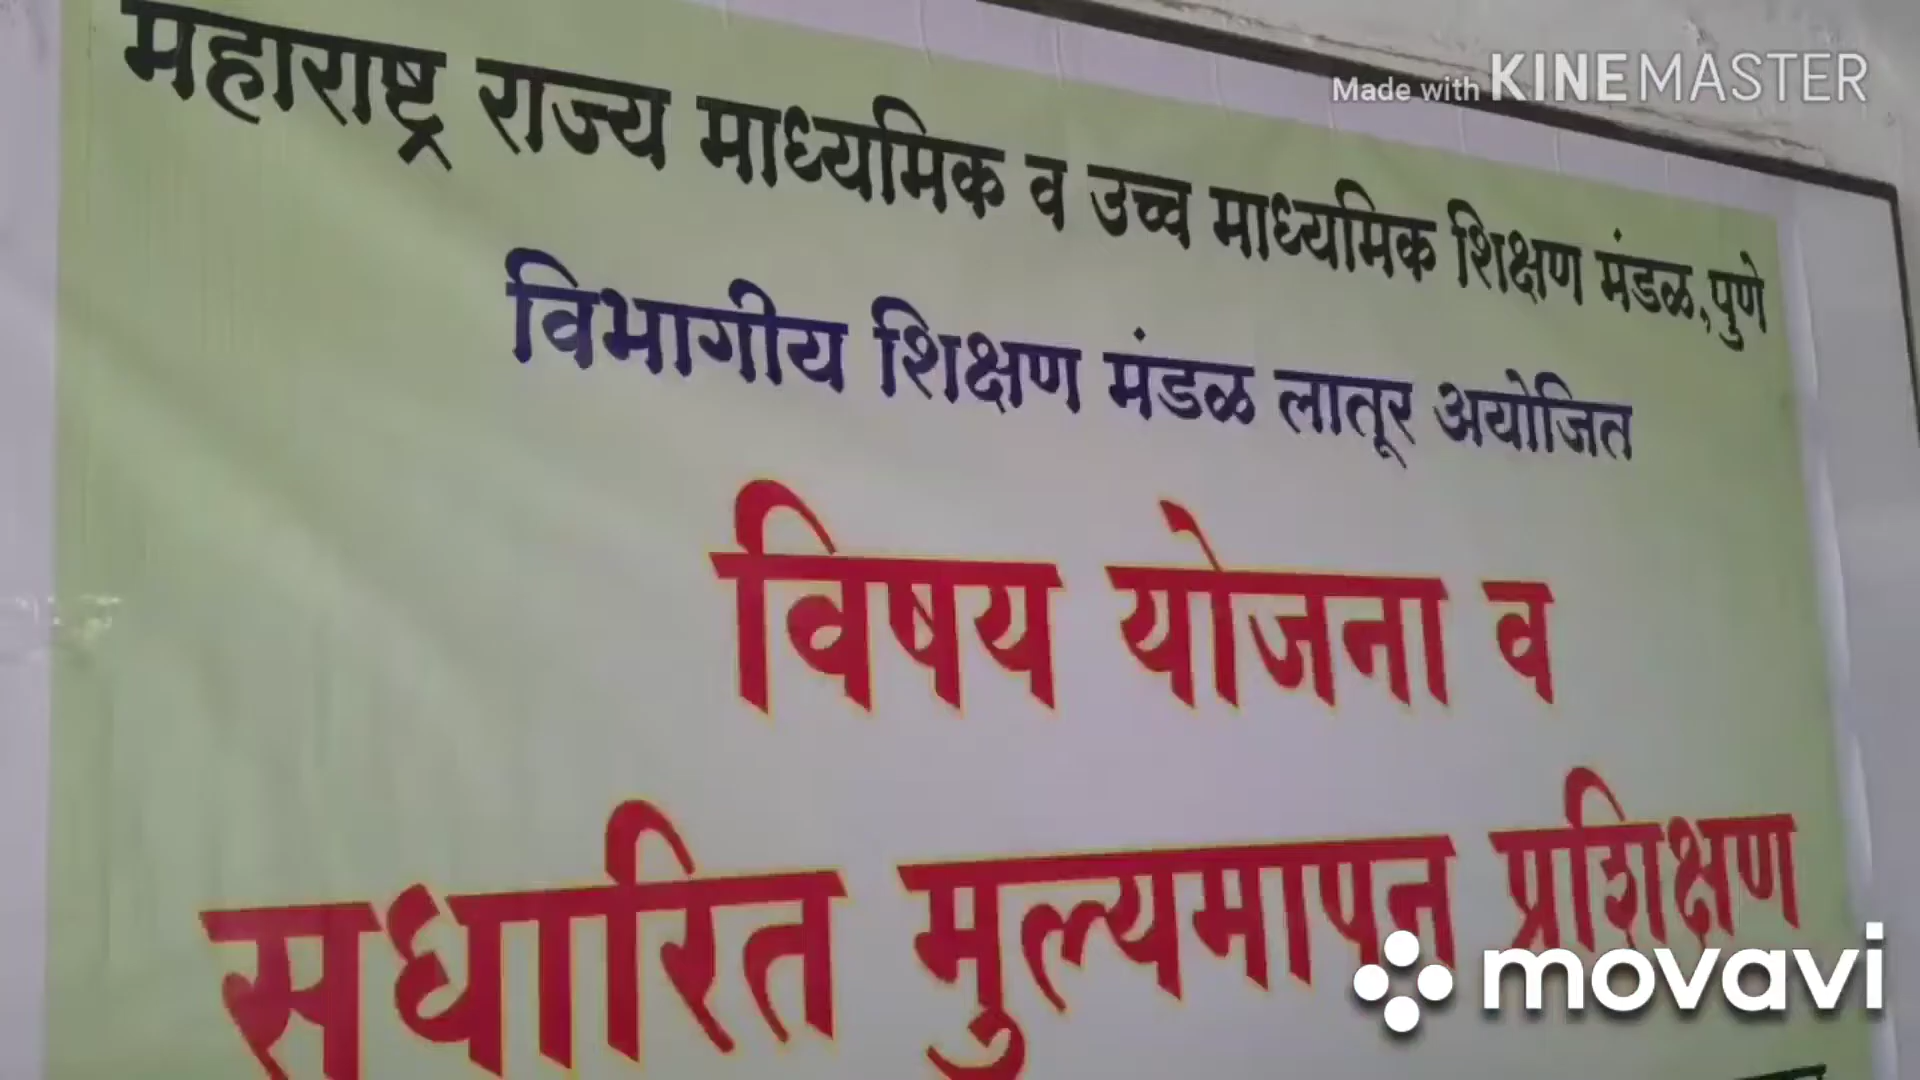 महाराष्ट्र राज्य माध्यमिक व उच्च माध्यमिक शिक्षण मंडळ,पुणे
विभागीय शिक्षण मंडळ लातूर अयोजित
विषय योजना व
सुधारित मुल्यमापन प्रशिक्षण
Made with KINEMASTER
movavi